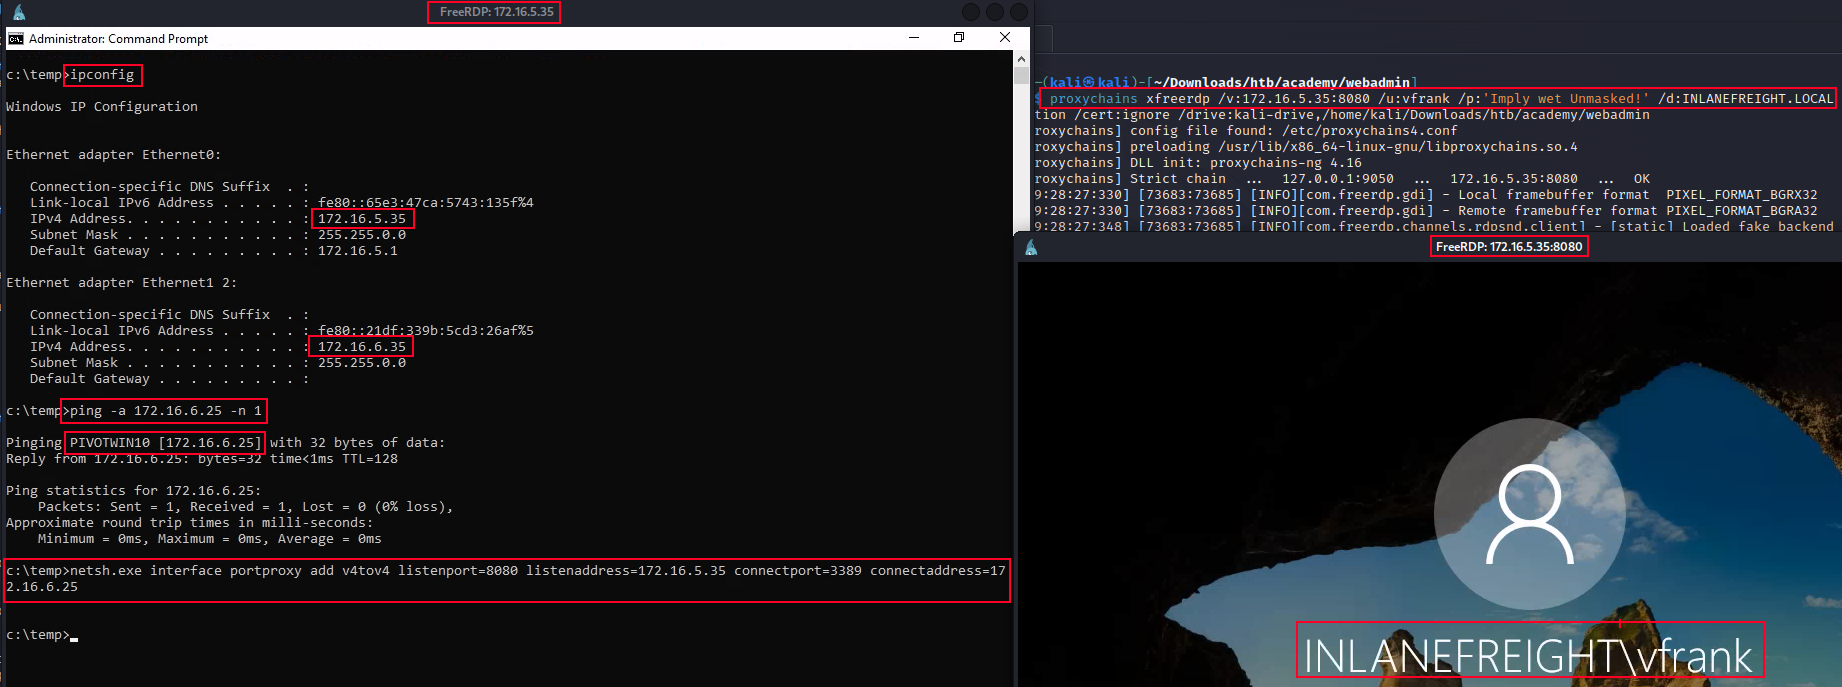 FreeRDP: 172.16.5.35
Administrator: Command Prompt
c:\temp>ipconfig
Windows IP Configuration
Ethernet adapter Ethernet0:
   Connection-specific DNS Suffix  . :
   Link-local IPv6 Address . . . . . : fe80::65e3:47ca:5743:135f%4
   IPv4 Address. . . . . . . . . . . : 172.16.5.35
   Subnet Mask . . . . . . . . . . . : 255.255.0.0
   Default Gateway . . . . . . . . . : 172.16.5.1
Ethernet adapter Ethernet1 2:
   Connection-specific DNS Suffix  . :
   Link-local IPv6 Address . . . . . : fe80::21df:339b:5cd3:26af%5
   IPv4 Address. . . . . . . . . . . : 172.16.6.35
   Subnet Mask . . . . . . . . . . . : 255.255.0.0
   Default Gateway . . . . . . . . . :
c:\temp>ping -a 172.16.6.25 -n 1
Pinging PIVOTWIN10 [172.16.6.25] with 32 bytes of data:
Reply from 172.16.6.25: bytes=32 time<1ms TTL=128
Ping statistics for 172.16.6.25:
    Packets: Sent = 1, Received = 1, Lost = 0 (0% loss),
Approximate round trip times in milli-seconds:
    Minimum = 0ms, Maximum = 0ms, Average = 0ms
c:\temp>netsh.exe interface portproxy add v4tov4 listenport=8080 listenaddress=172.16.5.35 connectport=3389 connectaddress=17
2.16.6.25
c:\temp>
-(kali㉿kali)-[~/Downloads/htb/academy/webadmin]
$ proxychains xfreerdp /v:172.16.5.35:8080 /u:vfrank /p:'Imply wet Unmasked!' /d:INLANEFREIGHT.LOCAL
tion /cert:ignore /drive:kali-drive,/home/kali/Downloads/htb/academy/webadmin
roxychains] config file found: /etc/proxychains4.conf
roxychains] preloading /usr/lib/x86_64-linux-gnu/libproxychains.so.4
roxychains] DLL init: proxychains-ng 4.16
roxychains] Strict chain  ...  127.0.0.1:9050  ...  172.16.5.35:8080  ...  OK
9:28:27:330] [73683:73685] [INFO][com.freerdp.gdi] - Local framebuffer format  PIXEL_FORMAT_BGRX32
9:28:27:330] [73683:73685] [INFO][com.freerdp.gdi] - Remote framebuffer format PIXEL_FORMAT_BGRA32
9:28:27:348] [73683:73685] [INFO][com.freerdp.channels.rdpsnd.client] - [static] Loaded fake backend
FreeRDP: 172.16.5.35:8080
INLANEFREIGHT\vfrank